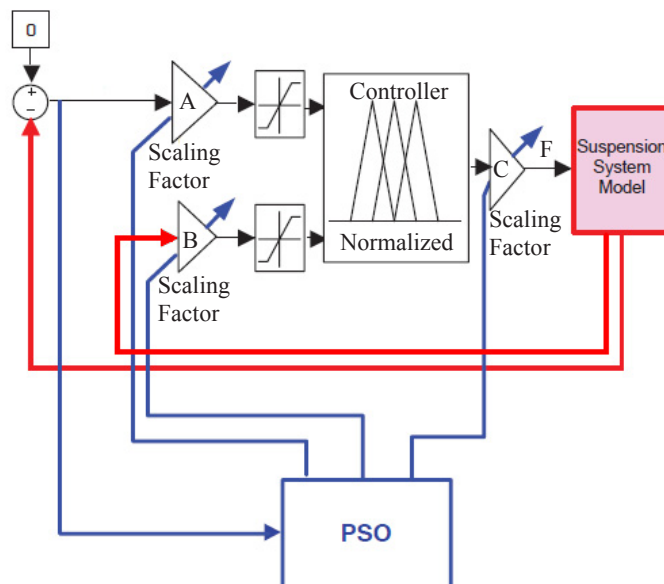 0
+
−
A
Scaling
Factor
B
Scaling
Factor
Controller
Normalized
C
Scaling
Factor
F
Suspension
System
Model
PSO